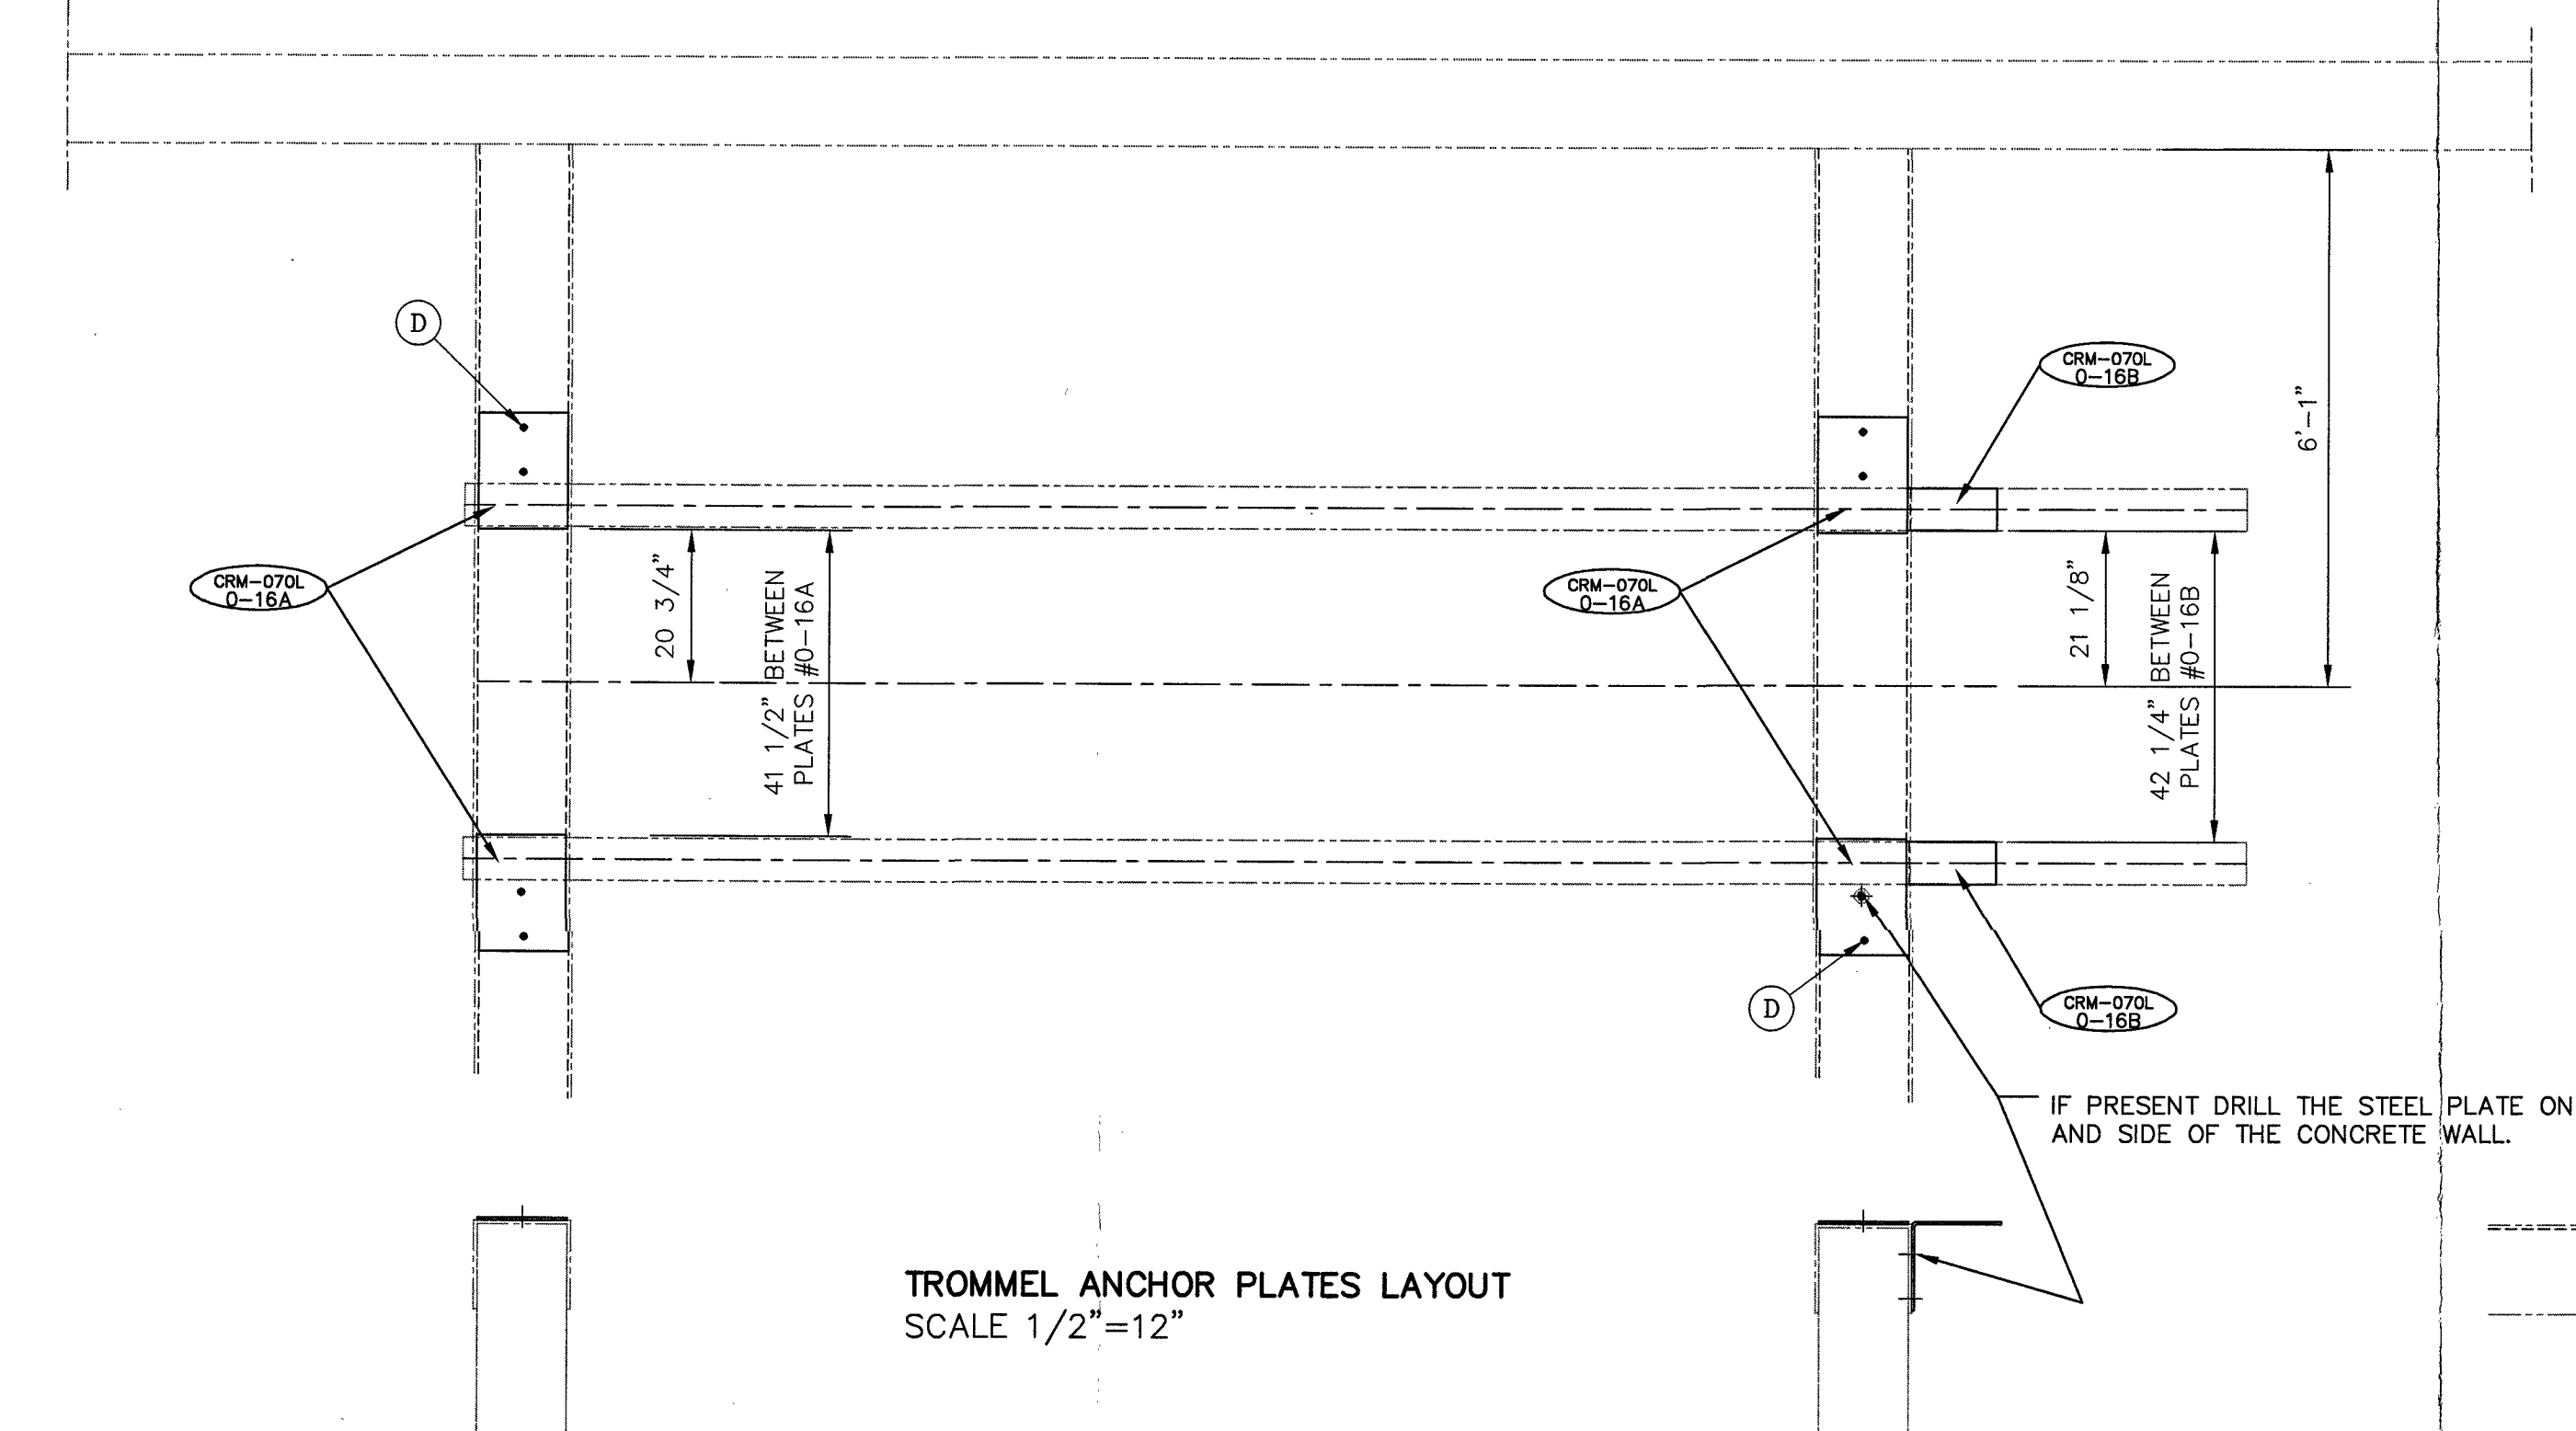 D
CRM-070L
0-16B
6'-1"
CRM-070L
0-16A
20 3/4"
41 1/2" BETWEEN
PLATES #0-16A
CRM-070L
0-16A
21 1/8"
42 1/4" BETWEEN
PLATES #0-16B
D
CRM-070L
0-16B
IF PRESENT DRILL THE STEEL PLATE ON
AND SIDE OF THE CONCRETE WALL.
TROMMEL ANCHOR PLATES LAYOUT
SCALE 1/2"=12"